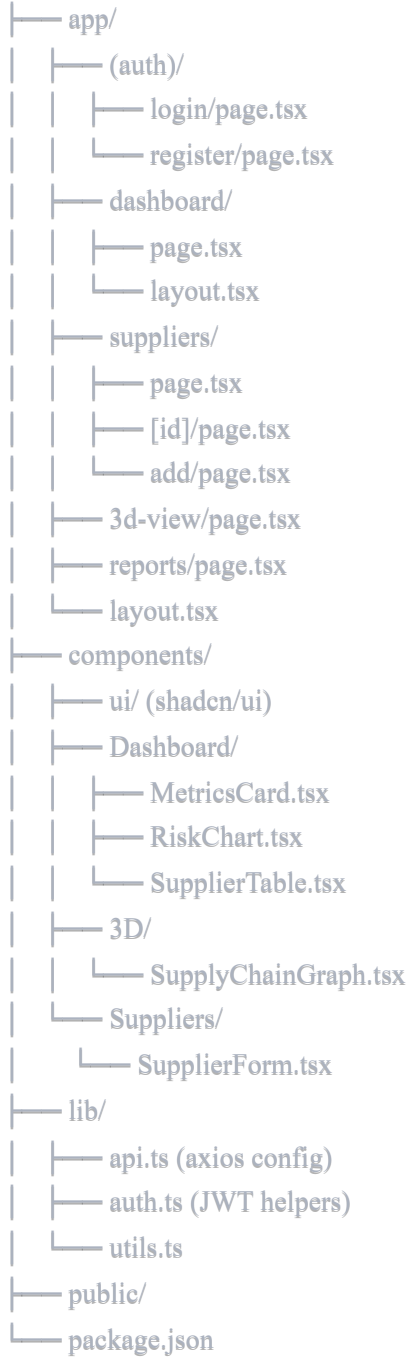 ├── app/
│   ├── (auth)/
│   │   ├── login/page.tsx
│   │   └── register/page.tsx
│   ├── dashboard/
│   │   ├── page.tsx
│   │   └── layout.tsx
│   ├── suppliers/
│   │   ├── page.tsx
│   │   ├── [id]/page.tsx
│   │   └── add/page.tsx
│   ├── 3d-view/page.tsx
│   ├── reports/page.tsx
│   └── layout.tsx
├── components/
│   ├── ui/ (shadcn/ui)
│   ├── Dashboard/
│   │   ├── MetricsCard.tsx
│   │   ├── RiskChart.tsx
│   │   └── SupplierTable.tsx
│   ├── 3D/
│   │   └── SupplyChainGraph.tsx
│   └── Suppliers/
│       └── SupplierForm.tsx
├── lib/
│   ├── api.ts (axios config)
│   ├── auth.ts (JWT helpers)
│   └── utils.ts
├── public/
└── package.json